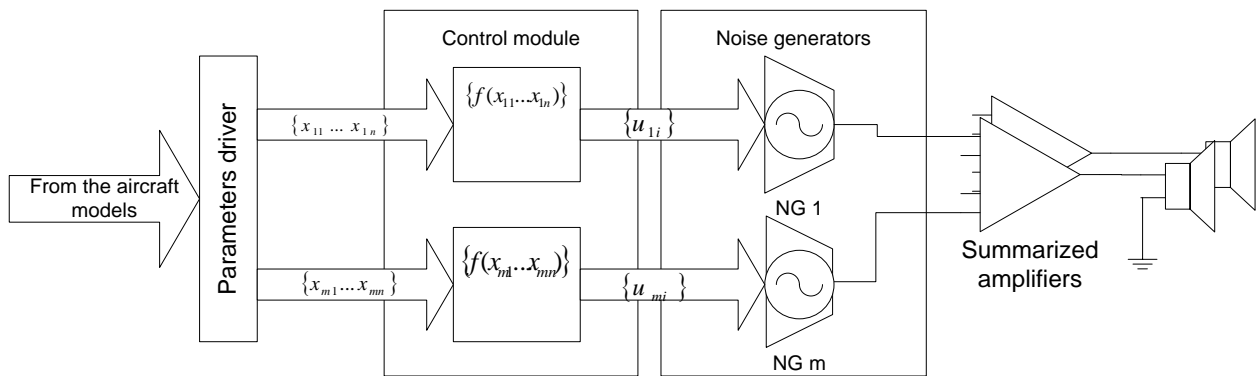 Control module
Noise generators
{f(x₁₁...x₁ₙ)}
{x₁₁ ... x₁ₙ}
{u₁ᵢ}
From the aircraft
models
Parameters driver
NG 1
{f(xₘ₁...xₘₙ)}
{xₘ₁...xₘₙ}
{uₘᵢ}
Summarized
amplifiers
NG m